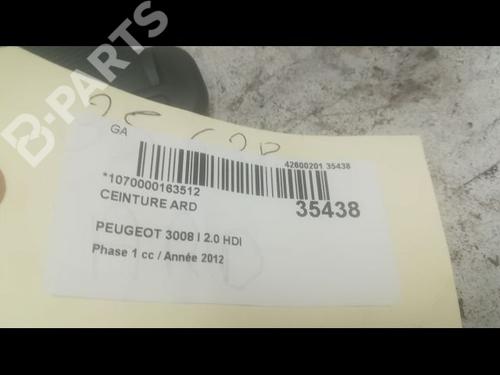 B-PARTS
GA
42600201 35438
*1070000163512
CEINTURE ARD
35438
PEUGEOT 3008 I 2.0 HDI
Phase 1 cc / Année 2012